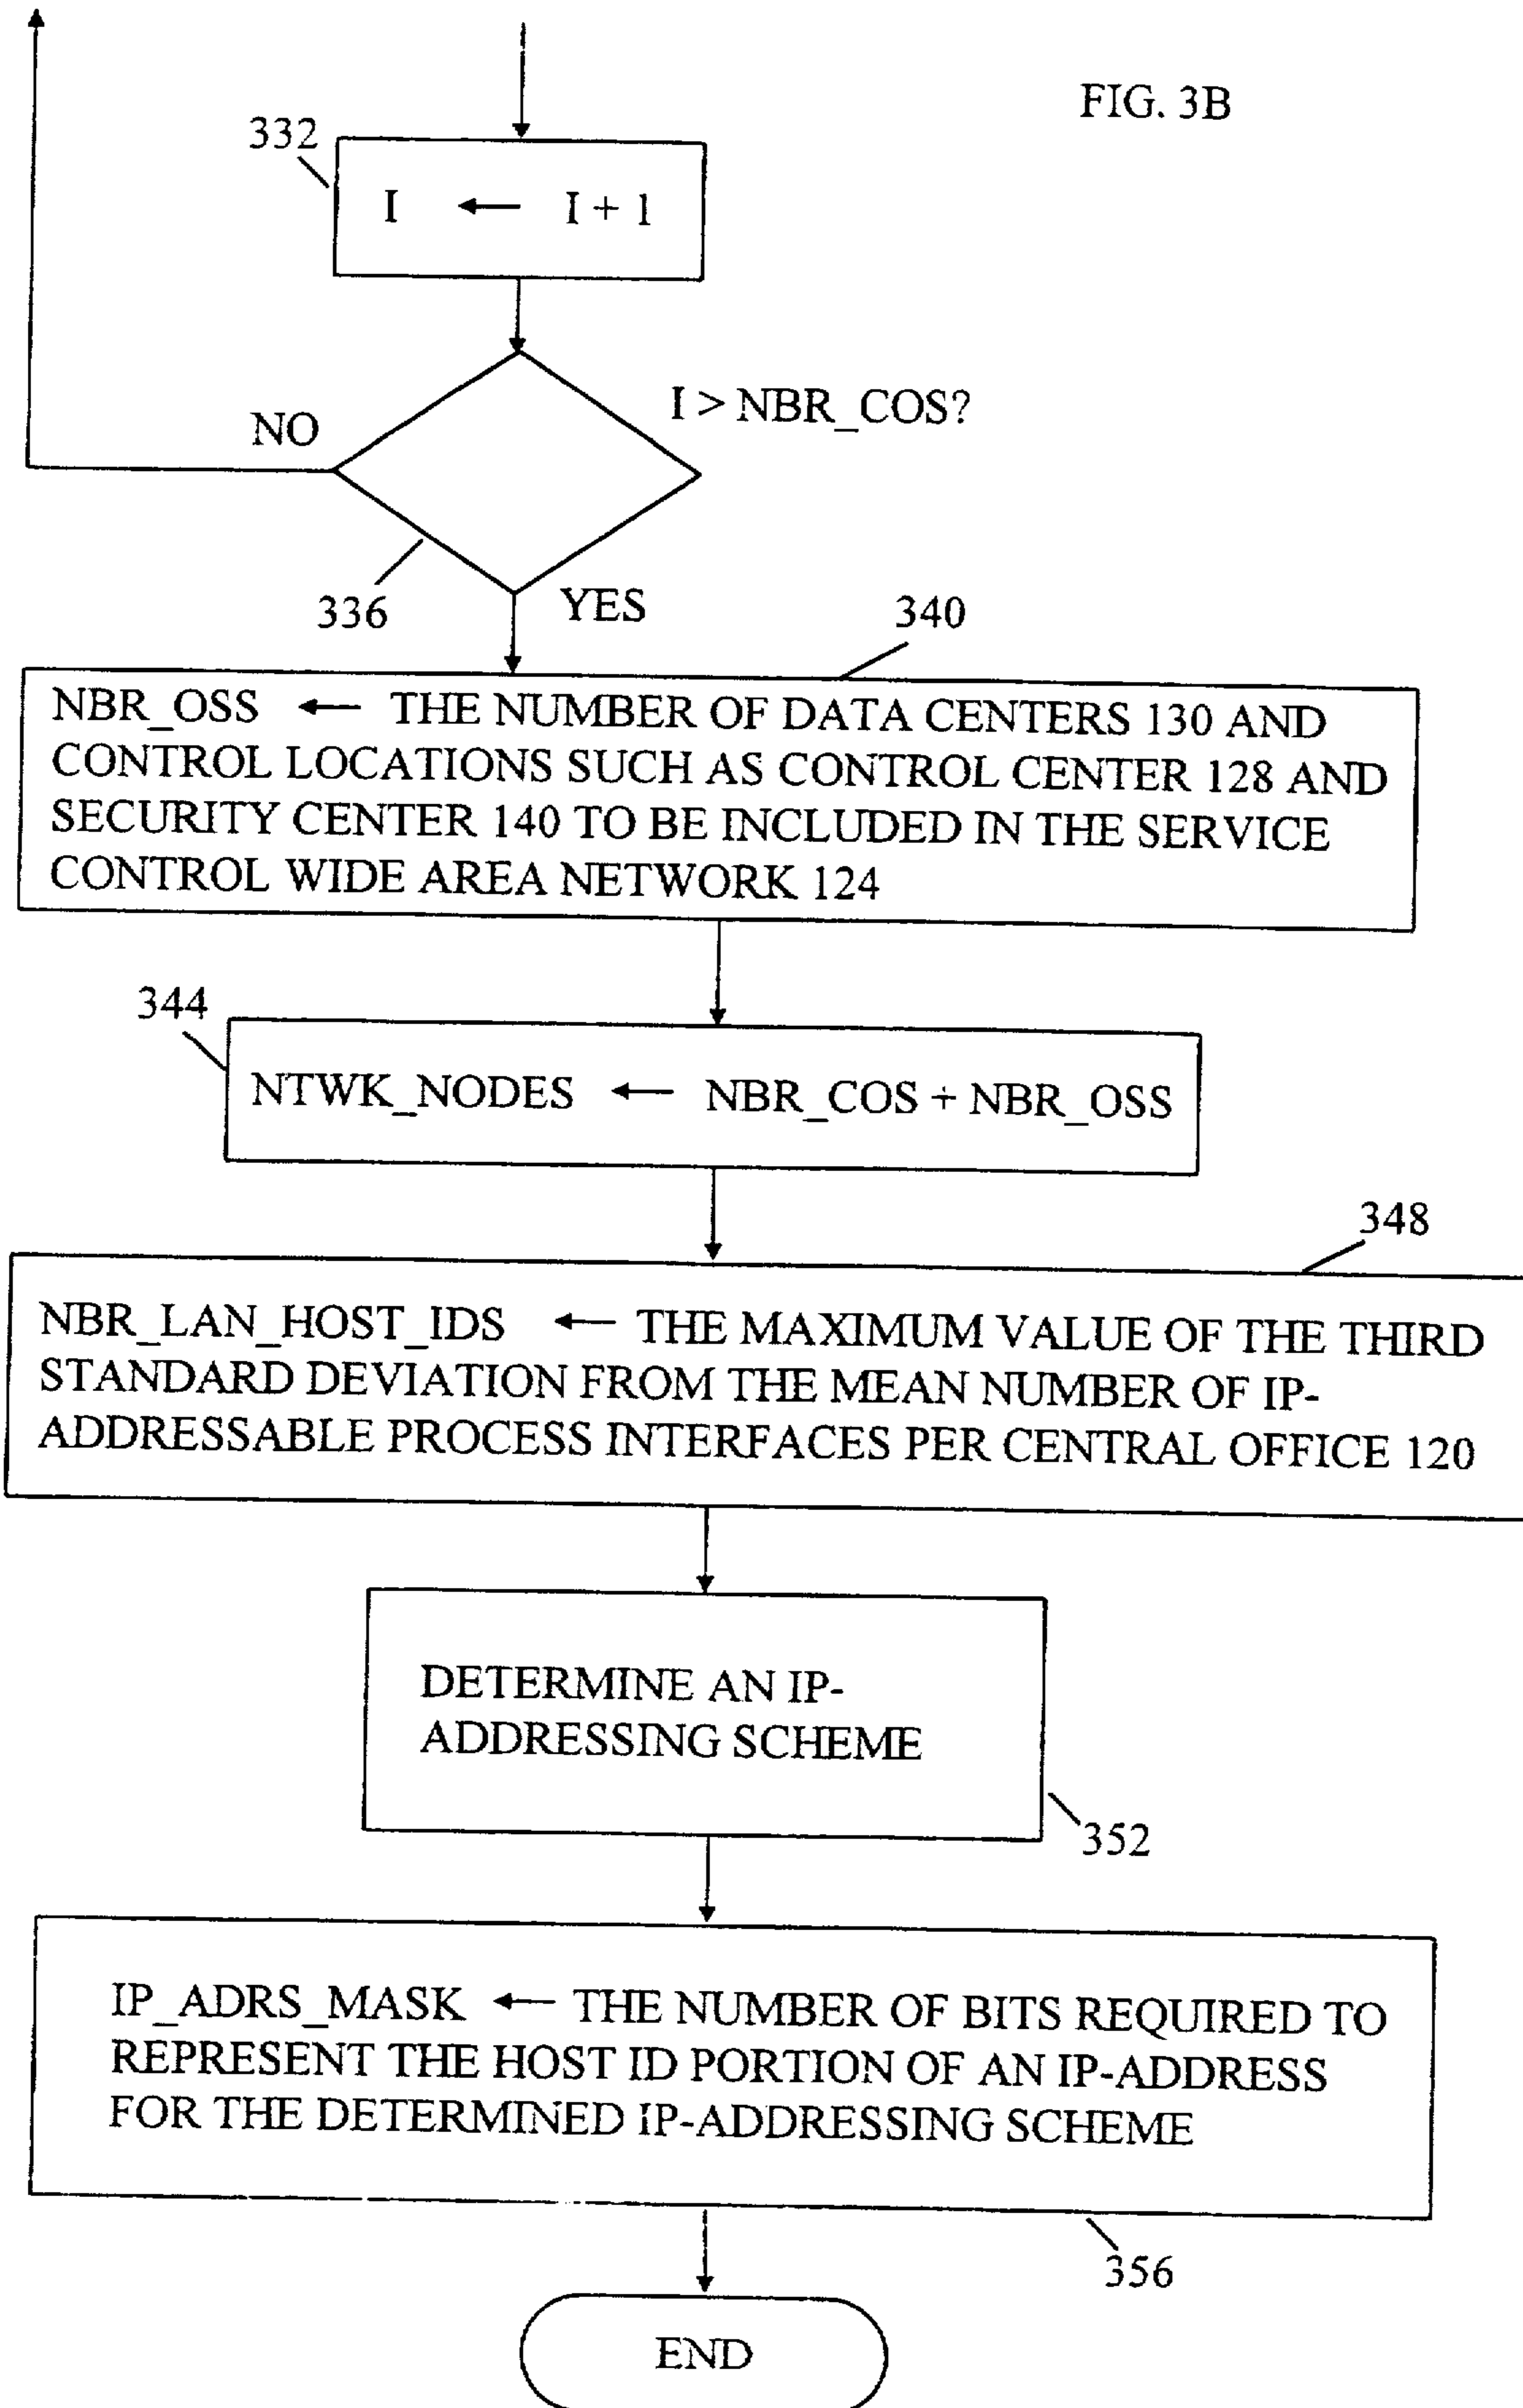 FIG. 3B
332
I ← I + 1
I > NBR_COS?
NO
336
YES
340
NBR_OSS ← THE NUMBER OF DATA CENTERS 130 AND
CONTROL LOCATIONS SUCH AS CONTROL CENTER 128 AND
SECURITY CENTER 140 TO BE INCLUDED IN THE SERVICE
CONTROL WIDE AREA NETWORK 124
344
NTWK_NODES ← NBR_COS + NBR_OSS
348
NBR_LAN_HOST_IDS ← THE MAXIMUM VALUE OF THE THIRD
STANDARD DEVIATION FROM THE MEAN NUMBER OF IP-
ADDRESSABLE PROCESS INTERFACES PER CENTRAL OFFICE 120
DETERMINE AN IP-
ADDRESSING SCHEME
352
IP_ADRS_MASK ← THE NUMBER OF BITS REQUIRED TO
REPRESENT THE HOST ID PORTION OF AN IP-ADDRESS
FOR THE DETERMINED IP-ADDRESSING SCHEME
356
END